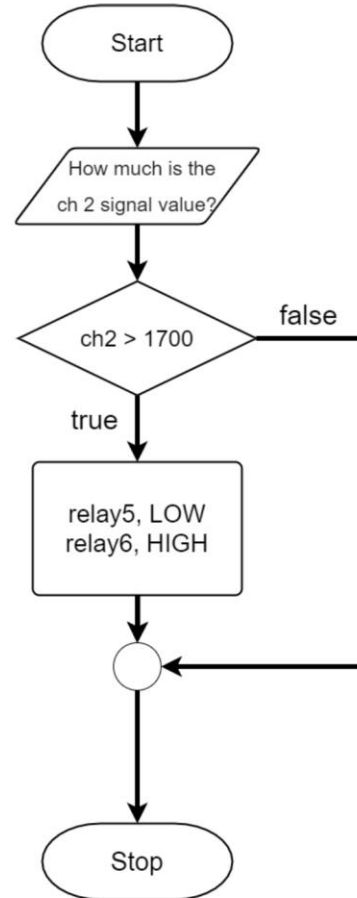 Start
How much is the
ch 2 signal value?
ch2 > 1700
false
true
relay5, LOW
relay6, HIGH
Stop